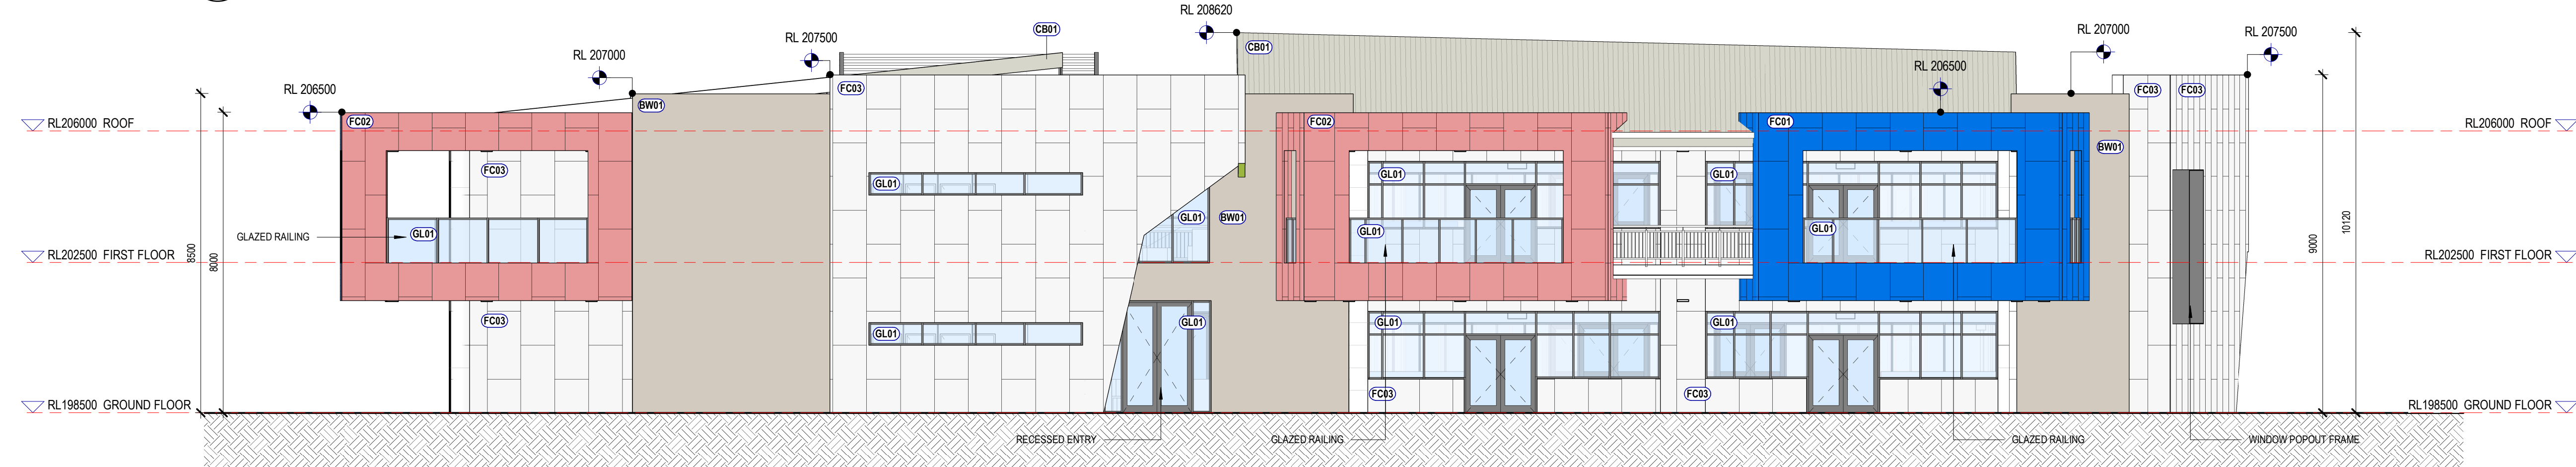 RL 208620
RL 207500
CB01
RL 207000
RL 207000
RL 207500
CB01
RL 206500
RL 206500
FC03
FC03
FC03
BW01
FC02
FC02
FC01
RL206000 ROOF
RL206000 ROOF
BW01
FC03
GL01
GL01
GL01
GL01
BW01
GLAZED RAILING
GL01
GL01
GL01
8500
8000
9000
10120
RL202500 FIRST FLOOR
RL202500 FIRST FLOOR
FC03
GL01
GL01
GL01
GL01
FC03
FC03
RL198500 GROUND FLOOR
RL198500 GROUND FLOOR
RECESSED ENTRY
GLAZED RAILING
GLAZED RAILING
WINDOW POPOUT FRAME